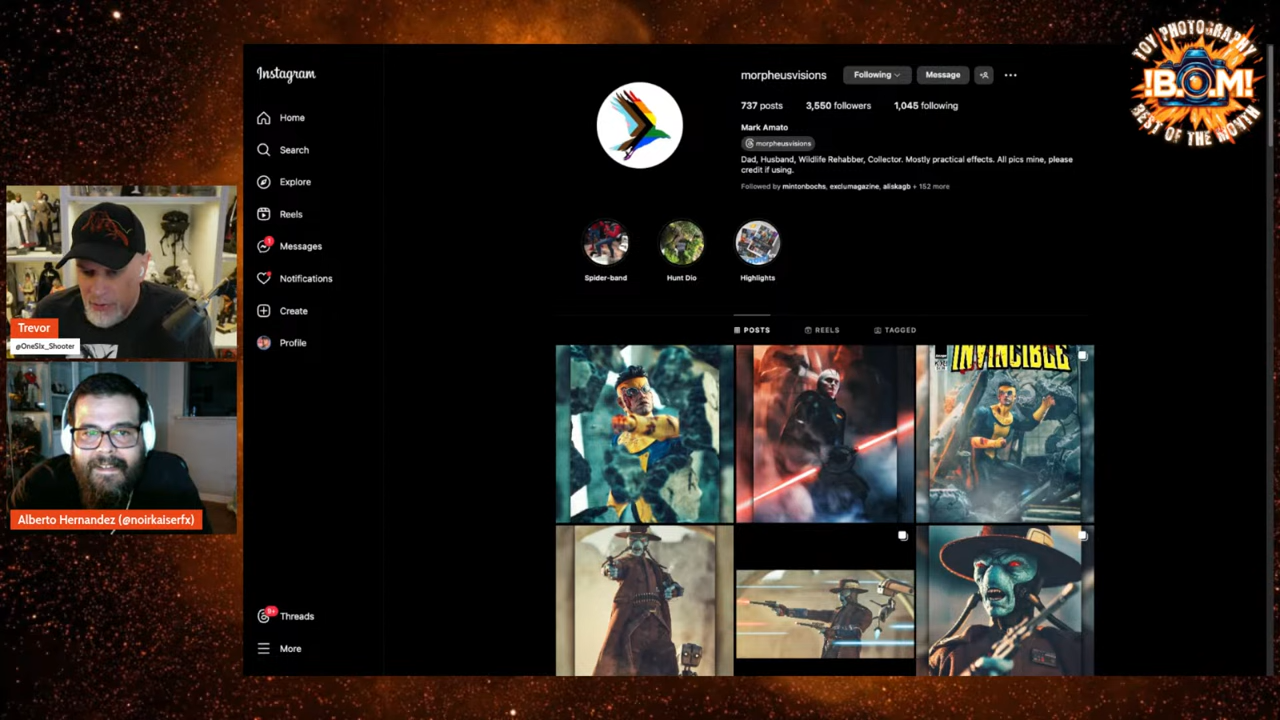 TOY PHOTOGRAPHY
!B.O.M!
BEST OF THE MONTH
Instagram
Home
Search
Explore
Reels
1
Messages
Notifications
Create
Profile
9+
Threads
More
morpheusvisions
Following
Message
737 posts 3,550 followers 1,045 following
Mark Amato
morpheusvisions
Dad, Husband, Wildlife Rehabber, Collector. Mostly practical effects. All pics mine, please
credit if using.
Followed by mintonbochs, exclumagazine, aliskagb + 152 more
Spider-band
Hunt Dio
Highlights
POSTS
REELS
TAGGED
INVINCIBLE
Trevor
@OneSix_Shooter
Alberto Hernandez (@noirkaiserfx)